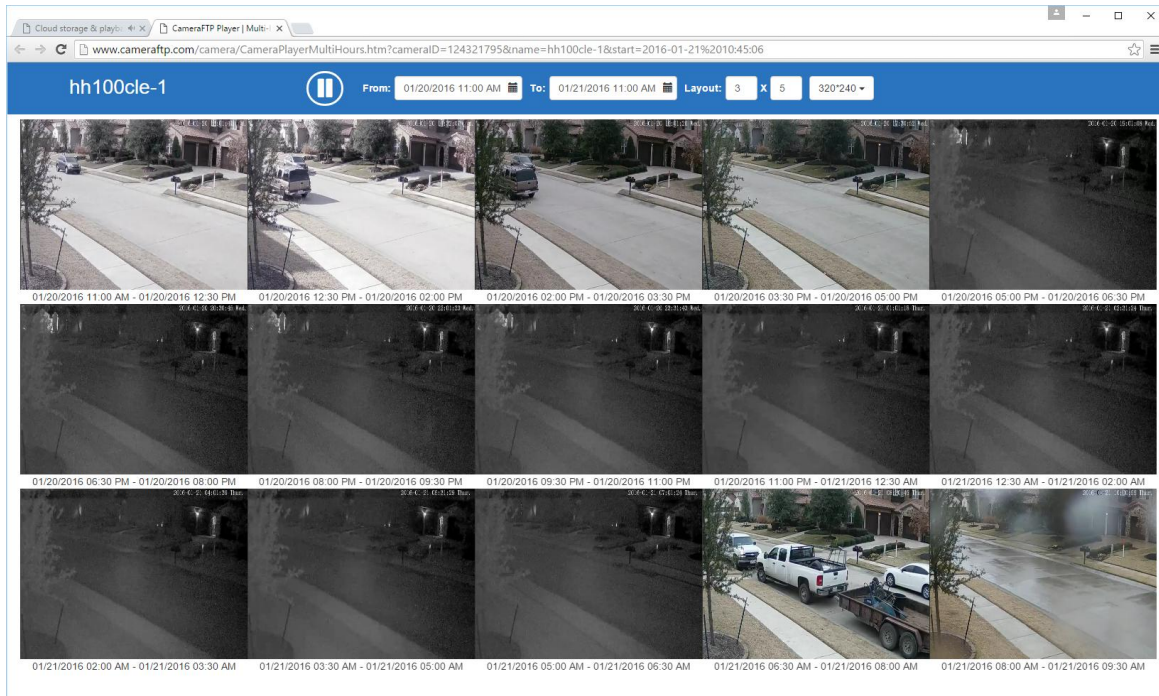 Cloud storage & playb
CameraFTP Player | Multi-
www.cameraftp.com/camera/CameraPlayerMultiHours.htm?cameraID=124321795&name=hh100cle-1&start=2016-01-21%2010:45:06
hh100cle-1 From: 01/20/2016 11:00 AM To: 01/21/2016 11:00 AM Layout: 3 X 5 320*240
01/20/2016 11:00 AM - 01/20/2016 12:30 PM
01/20/2016 12:30 PM - 01/20/2016 02:00 PM
01/20/2016 02:00 PM - 01/20/2016 03:30 PM
01/20/2016 03:30 PM - 01/20/2016 05:00 PM
01/20/2016 05:00 PM - 01/20/2016 06:30 PM
01/20/2016 06:30 PM - 01/20/2016 08:00 PM
01/20/2016 08:00 PM - 01/20/2016 09:30 PM
01/20/2016 09:30 PM - 01/20/2016 11:00 PM
01/20/2016 11:00 PM - 01/21/2016 12:30 AM
01/21/2016 12:30 AM - 01/21/2016 02:00 AM
01/21/2016 02:00 AM - 01/21/2016 03:30 AM
01/21/2016 03:30 AM - 01/21/2016 05:00 AM
01/21/2016 05:00 AM - 01/21/2016 06:30 AM
01/21/2016 06:30 AM - 01/21/2016 08:00 AM
01/21/2016 08:00 AM - 01/21/2016 09:30 AM